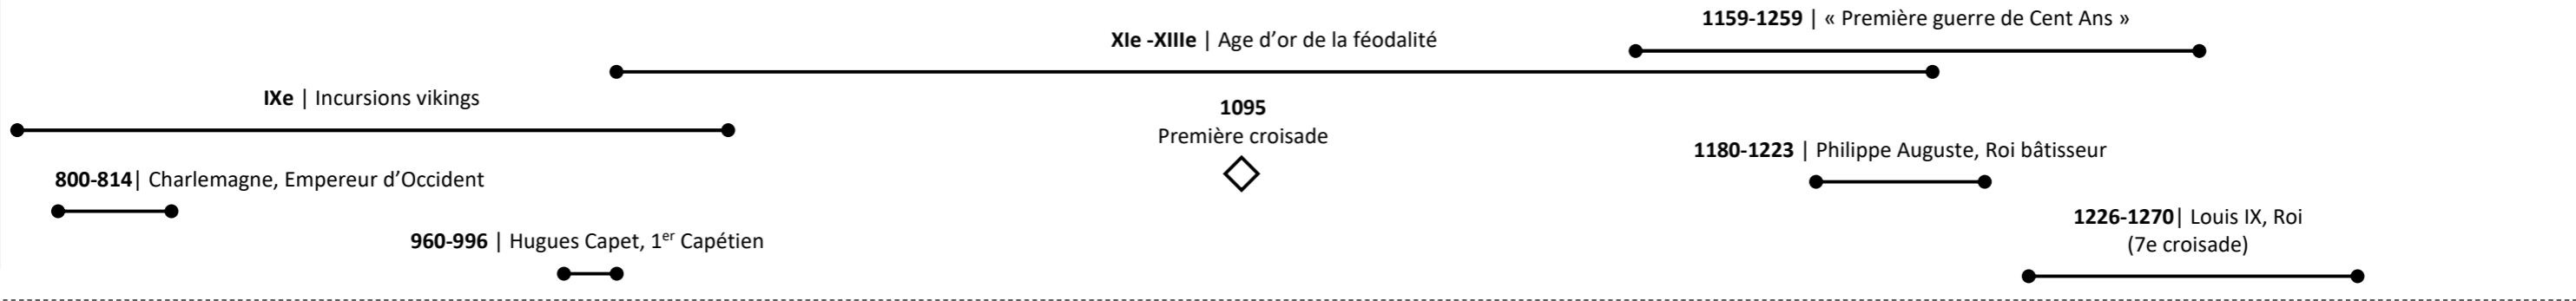 1159-1259 | « Première guerre de Cent Ans »
XIe -XIIIe | Age d’or de la féodalité
IXe | Incursions vikings
1095
Première croisade
1180-1223 | Philippe Auguste, Roi bâtisseur
800-814| Charlemagne, Empereur d’Occident
1226-1270| Louis IX, Roi
(7e croisade)
960-996 | Hugues Capet, 1er Capétien